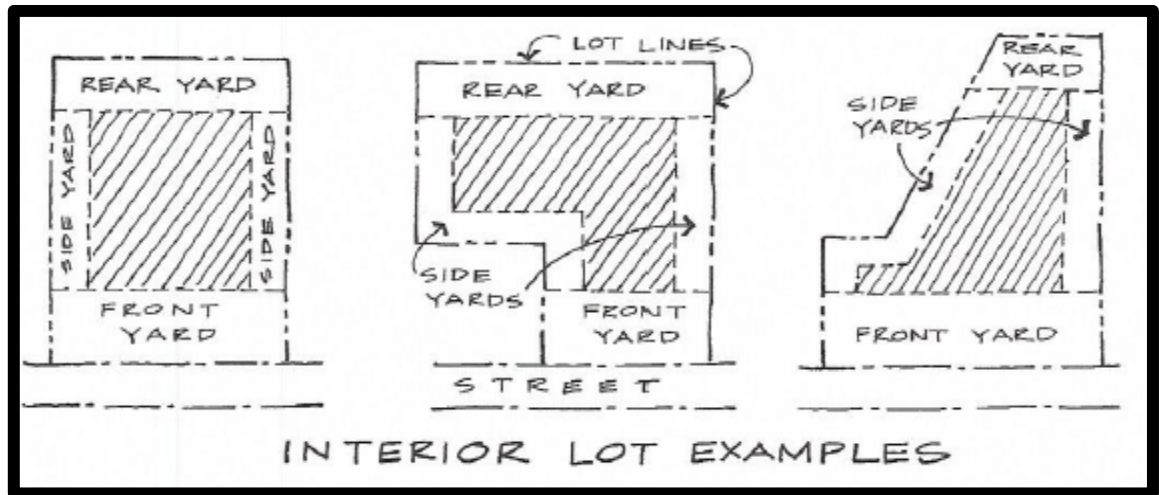 LOT LINES
REAR YARD
SIDE YARD
SIDE YARD
FRONT
YARD
REAR YARD
SIDE
YARDS
FRONT
YARD
REAR
YARD
SIDE
YARDS
FRONT YARD
STREET
INTERIOR LOT EXAMPLES